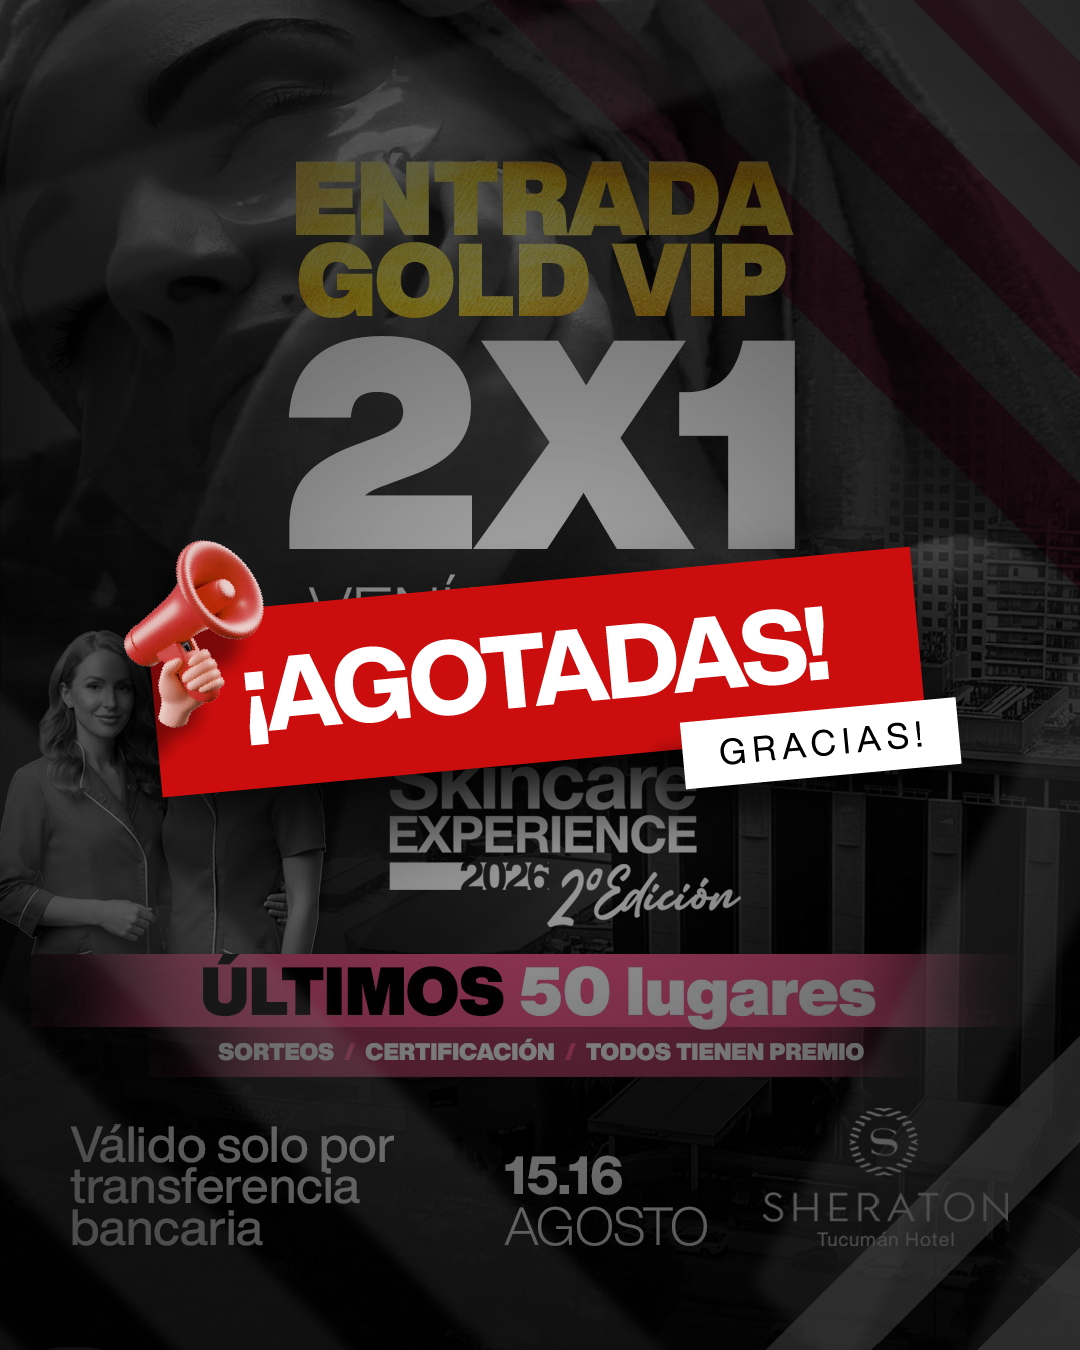 ENTRADA
GOLD VIP
2X1
¡AGOTADAS!
GRACIAS!
Skincare
EXPERIENCE
2026 2º Edición
ÚLTIMOS 50 lugares
SORTEOS / CERTIFICACIÓN / TODOS TIENEN PREMIO
Válido solo por
transferencia
bancaria
15.16
AGOSTO
S
SHERATON
Tucumán Hotel